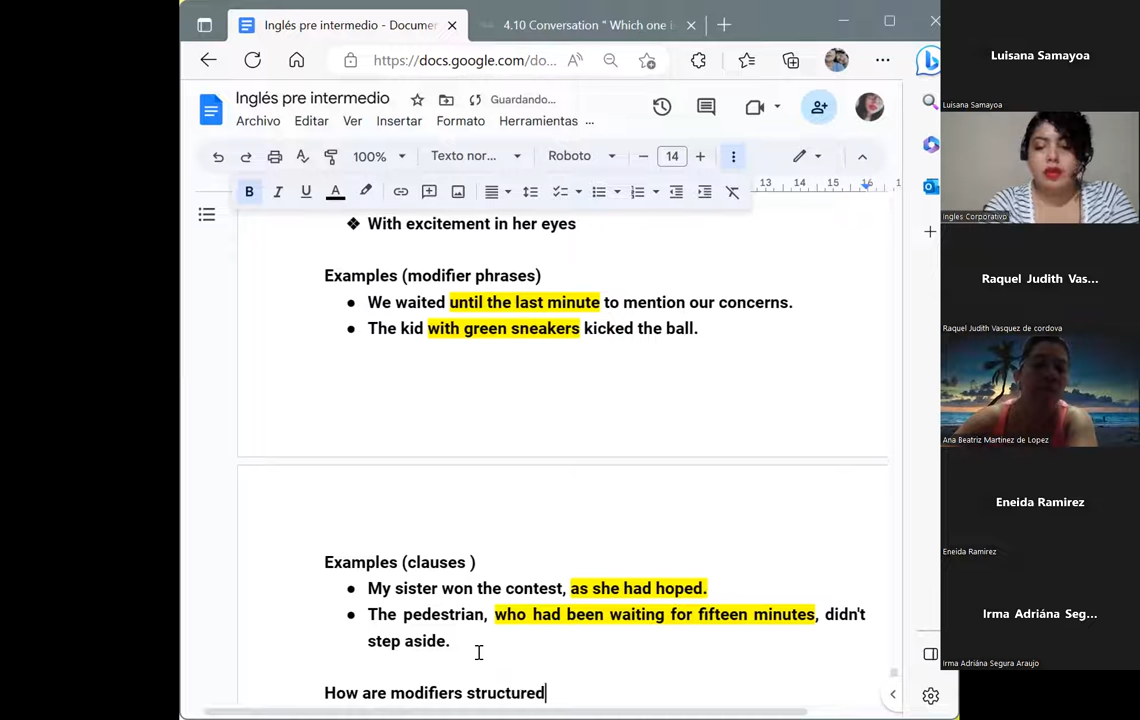 Inglés pre intermedio - Documen
4.10 Conversation " Which one i
https://docs.google.com/do...
Inglés pre intermedio
Guardando...
Archivo Editar Ver Insertar Formato Herramientas ...
100% Texto nor... Roboto 14
B I U A
13 14 15 16 1
❖ With excitement in her eyes
Examples (modifier phrases)
● We waited until the last minute to mention our concerns.
● The kid with green sneakers kicked the ball.
Examples (clauses )
● My sister won the contest, as she had hoped.
● The pedestrian, who had been waiting for fifteen minutes, didn't
step aside.
How are modifiers structured
Luisana Samayoa
Luisana Samayoa
Ingles Corporativo
Raquel Judith Vas...
Raquel Judith Vasquez de cordova
Ana Beatriz Martinez de Lopez
Eneida Ramirez
Eneida Ramirez
Irma Adriána Seg...
Irma Adriána Segura Araujo